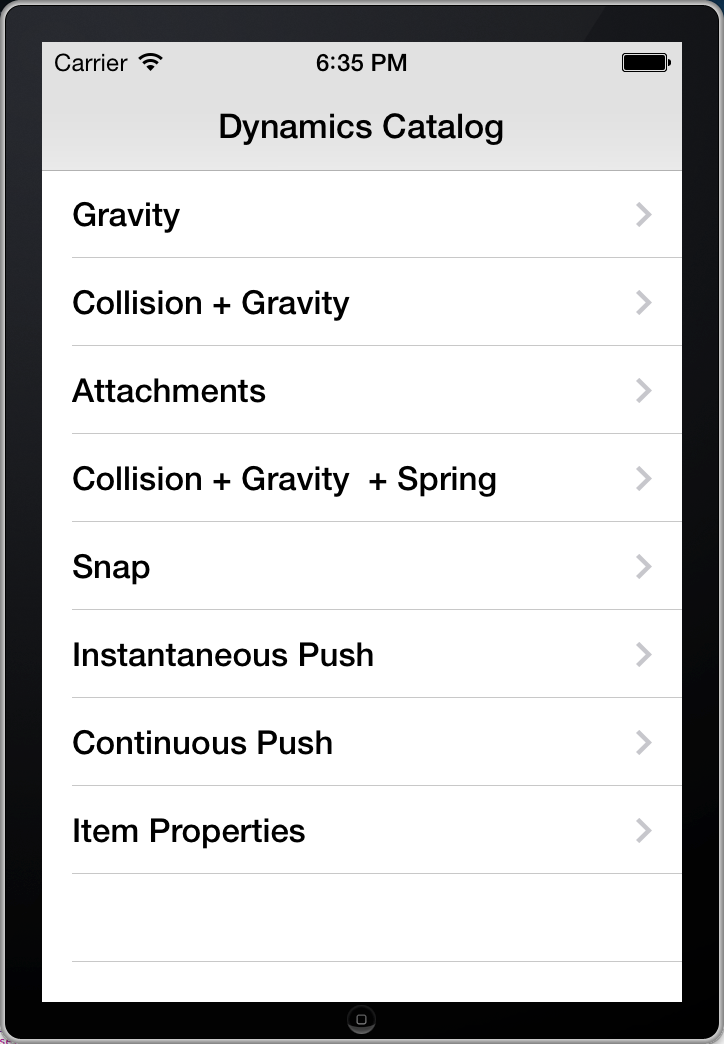 Carrier 6:35 PM
Dynamics Catalog
Gravity
Collision + Gravity
Attachments
Collision + Gravity  + Spring
Snap
Instantaneous Push
Continuous Push
Item Properties